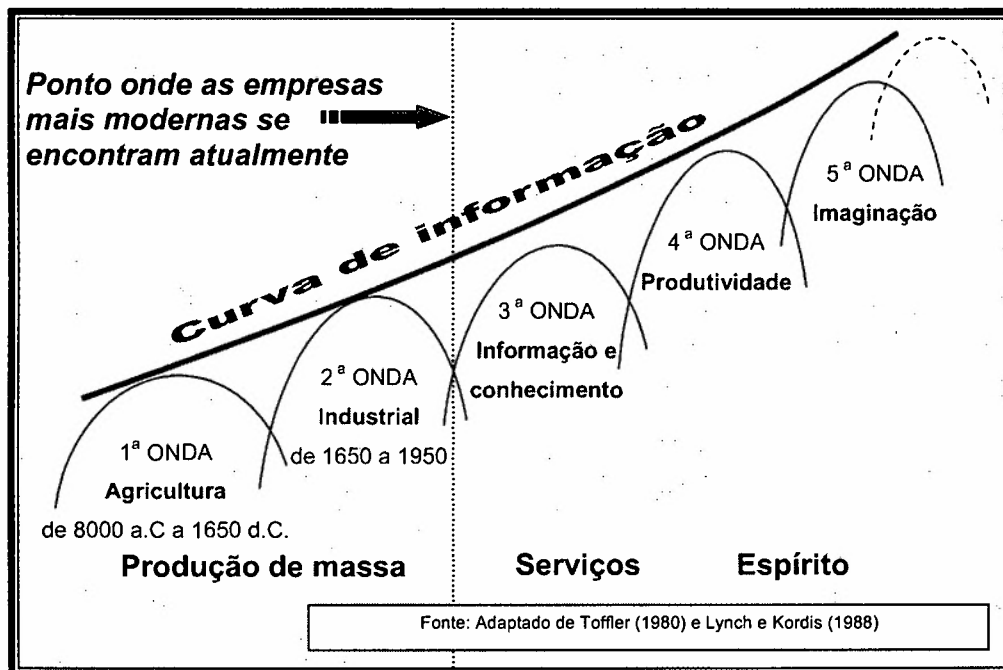 Ponto onde as empresas
mais modernas se
encontram atualmente
Curva de informação
1ª ONDA
Agricultura
de 8000 a.C a 1650 d.C.
2ª ONDA
Industrial
de 1650 a 1950
3ª ONDA
Informação e
conhecimento
4ª ONDA
Produtividade
5ª ONDA
Imaginação
Produção de massa
Serviços
Espírito
Fonte: Adaptado de Toffler (1980) e Lynch e Kordis (1988)